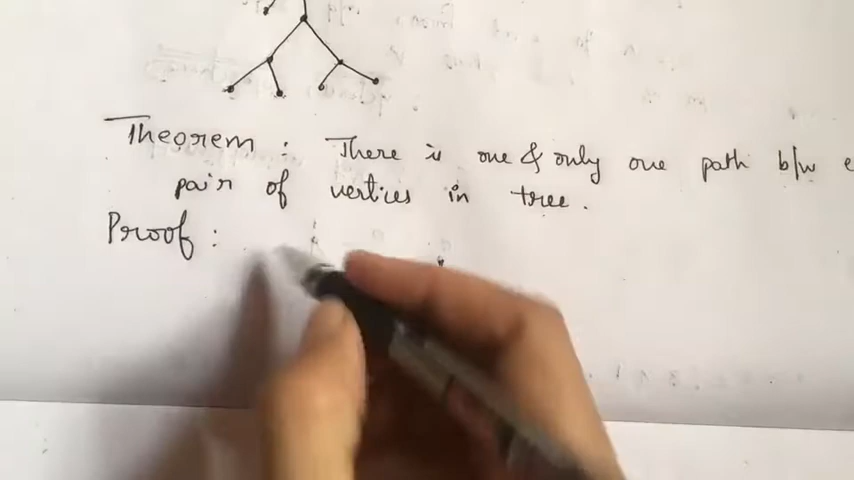 Theorem : There is one & only one path b/w e
pair of vertices in tree.
Proof :